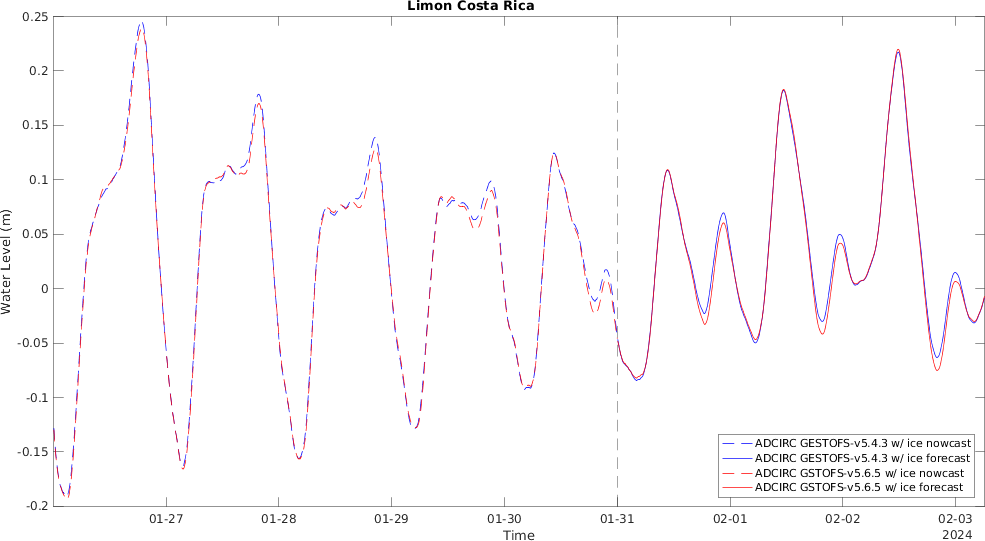 Limon Costa Rica
0.25
0.2
0.15
0.1
0.05
0
-0.05
-0.1
-0.15
-0.2
Water Level (m)
01-27
01-28
01-29
01-30
01-31
02-01
02-02
02-03
Time
2024
ADCIRC GESTOFS-v5.4.3 w/ ice nowcast
ADCIRC GESTOFS-v5.4.3 w/ ice forecast
ADCIRC GSTOFS-v5.6.5 w/ ice nowcast
ADCIRC GSTOFS-v5.6.5 w/ ice forecast